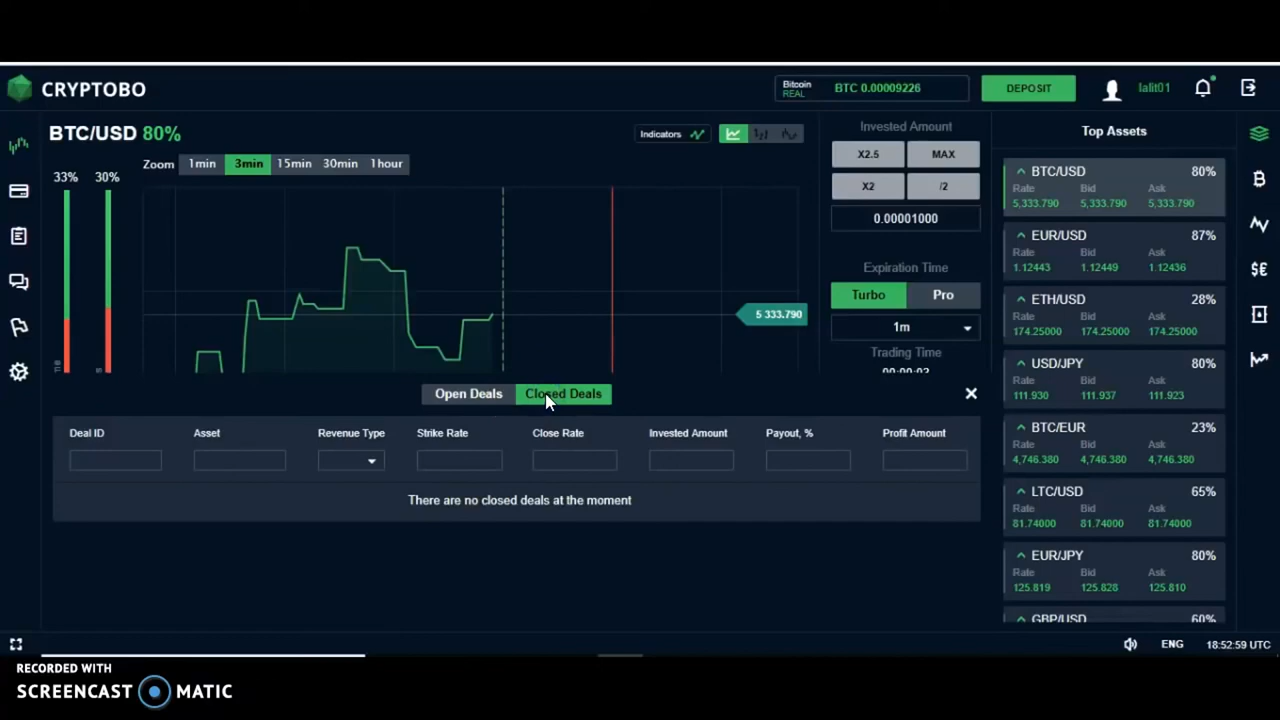 CRYPTOBO
Bitcoin
REAL
BTC 0.00009226
DEPOSIT
lalit01
BTC/USD 80%
Indicators
Zoom
1min
3min
15min
30min
1hour
33%
30%
5 333.790
Invested Amount
X2.5
MAX
X2
/2
0.00001000
Expiration Time
Turbo
Pro
1m
Trading Time
00:00:03
Top Assets
BTC/USD 80%
Rate Bid Ask
5,333.790 5,333.790 5,333.790
EUR/USD 87%
Rate Bid Ask
1.12443 1.12449 1.12436
ETH/USD 28%
Rate Bid Ask
174.25000 174.25000 174.25000
USD/JPY 80%
Rate Bid Ask
111.930 111.937 111.923
BTC/EUR 23%
Rate Bid Ask
4,746.380 4,746.380 4,746.380
LTC/USD 65%
Rate Bid Ask
81.74000 81.74000 81.74000
EUR/JPY 80%
Rate Bid Ask
125.819 125.828 125.810
GBP/USD 60%
Open Deals
Closed Deals
Deal ID
Asset
Revenue Type
Strike Rate
Close Rate
Invested Amount
Payout, %
Profit Amount
There are no closed deals at the moment
ENG
18:52:59 UTC
RECORDED WITH
SCREENCAST MATIC